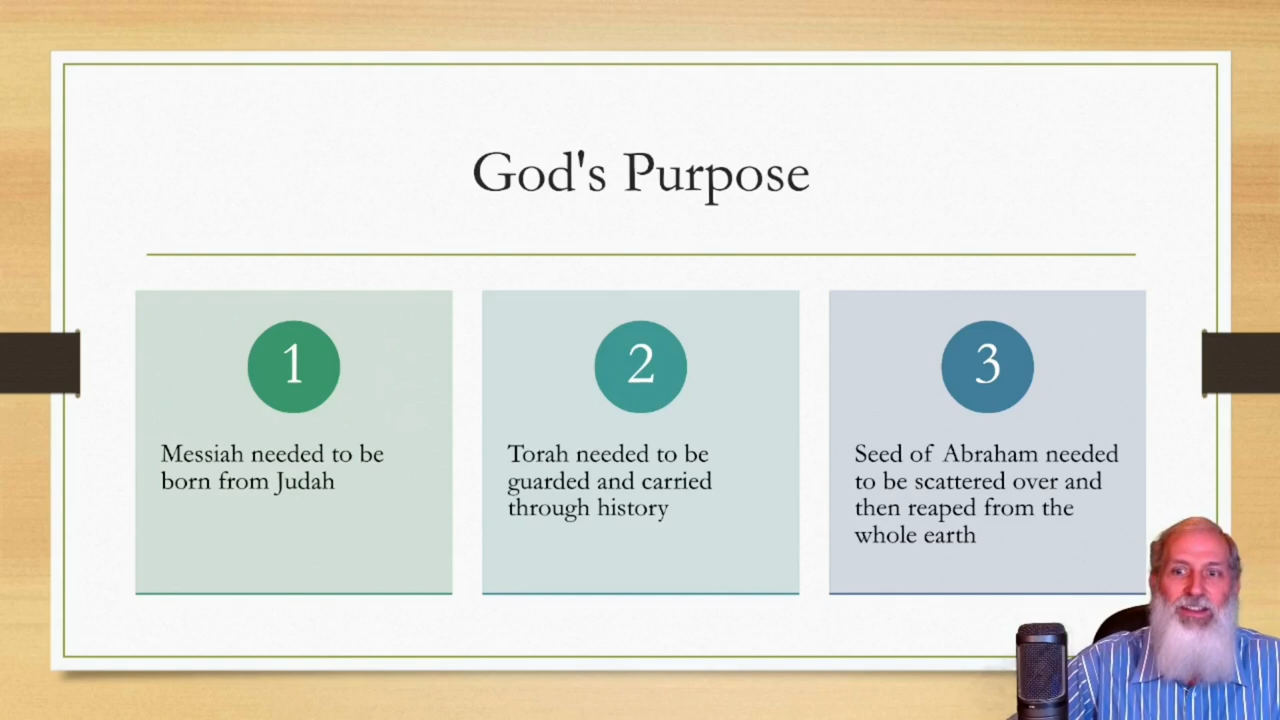 God's Purpose
1
Messiah needed to be
born from Judah
2
Torah needed to be
guarded and carried
through history
3
Seed of Abraham needed
to be scattered over and
then reaped from the
whole earth